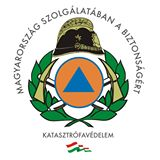 MAGYARORSZÁG SZOLGÁLATÁBAN A BIZTONSÁGÉRT
KATASZTRÓFAVÉDELEM